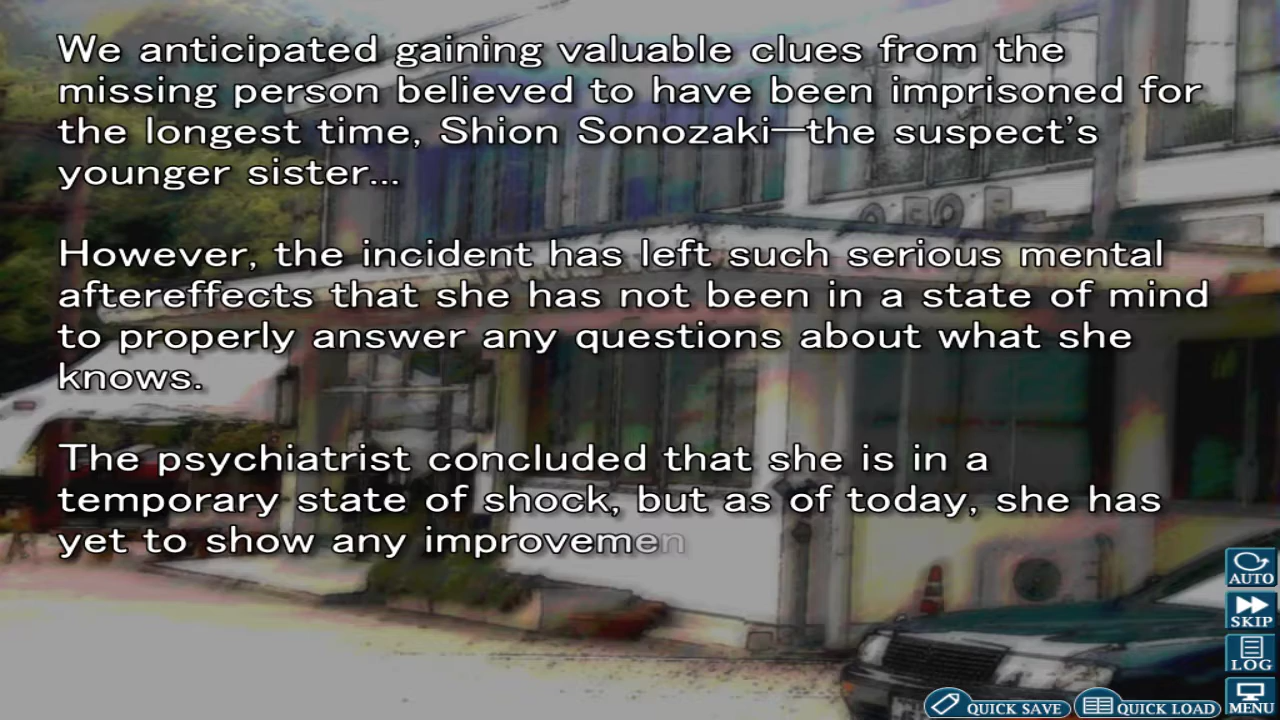 We anticipated gaining valuable clues from the
missing person believed to have been imprisoned for
the longest time, Shion Sonozaki—the suspect's
younger sister...
However, the incident has left such serious mental
aftereffects that she has not been in a state of mind
to properly answer any questions about what she
knows.
The psychiatrist concluded that she is in a
temporary state of shock, but as of today, she has
yet to show any improvemen
AUTO
SKIP
LOG
MENU
QUICK SAVE
QUICK LOAD